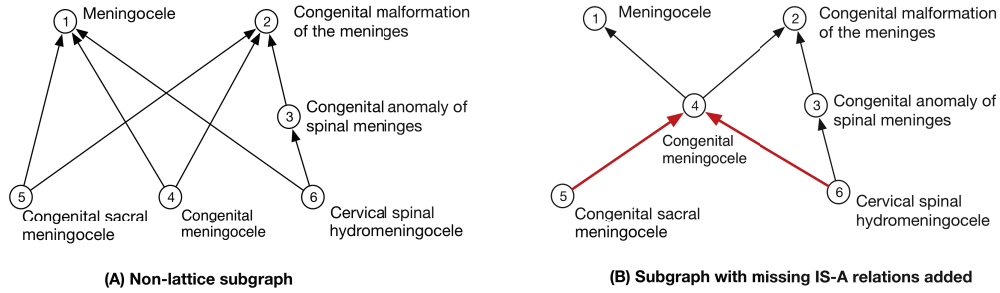 1
Meningocele
2
Congenital malformation
of the meninges
3
Congenital anomaly of
spinal meninges
5
Congenital sacral
meningocele
4
Congenital
meningocele
6
Cervical spinal
hydromeningocele
(A) Non-lattice subgraph
1
Meningocele
2
Congenital malformation
of the meninges
4
Congenital
meningocele
3
Congenital anomaly of
spinal meninges
5
Congenital sacral
meningocele
6
Cervical spinal
hydromeningocele
(B) Subgraph with missing IS-A relations added